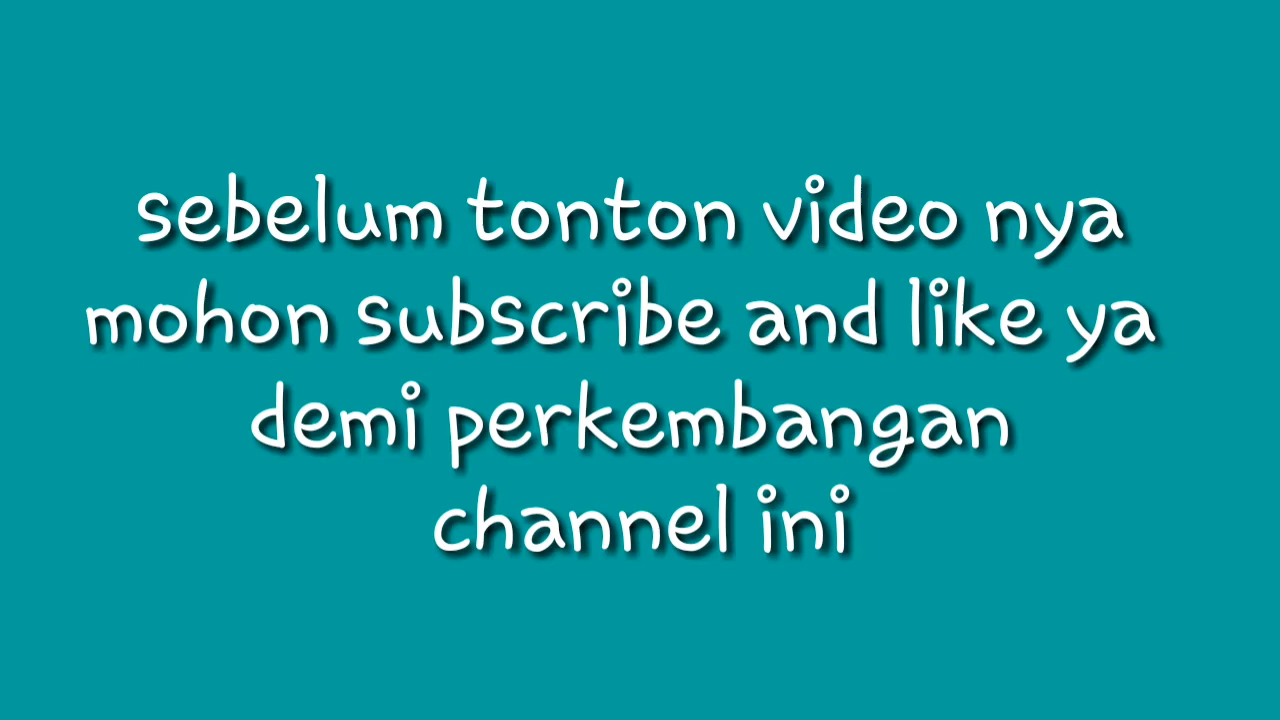 sebelum tonton video nya
mohon subscribe and like ya
demi perkembangan
channel ini